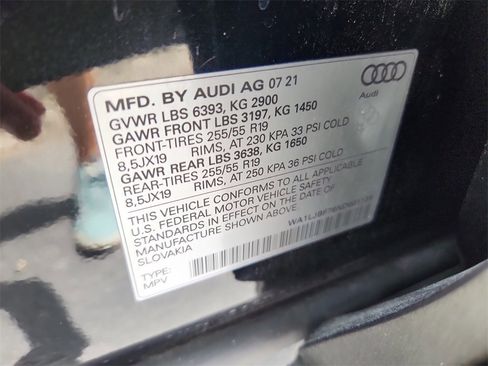 MFD. BY AUDI AG 07 21
GVWR LBS 6393, KG 2900
GAWR FRONT LBS 3197, KG 1450
FRONT-TIRES 255/55 R19
8,5JX19 RIMS, AT 230 KPA 33 PSI COLD
GAWR REAR LBS 3638, KG 1650
REAR-TIRES 255/55 R19
8,5JX19 RIMS, AT 250 KPA 36 PSI COLD
THIS VEHICLE CONFORMS TO ALL APPLICABLE
U.S. FEDERAL MOTOR VEHICLE SAFETY
STANDARDS IN EFFECT ON THE DATE OF
MANUFACTURE SHOWN ABOVE
SLOVAKIA
TYPE:
MPV
Audi